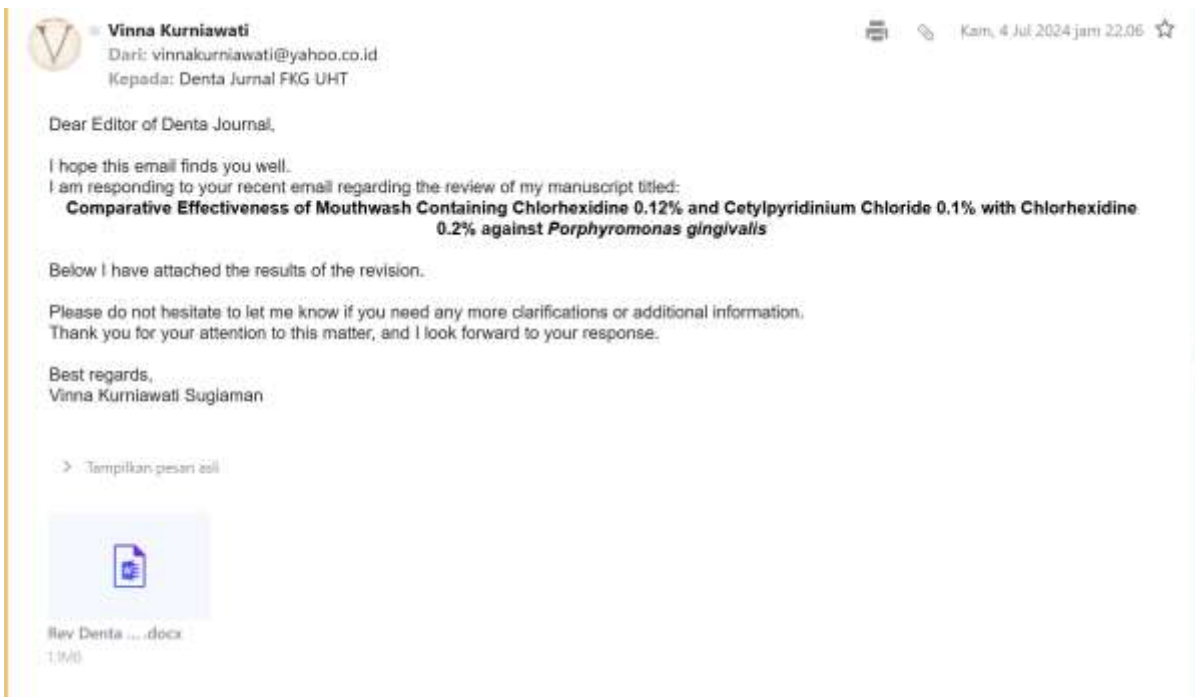 V
Vinna Kurniawati
Dari: vinnakurniawati@yahoo.co.id
Kepada: Denta Jurnal FKG UHT
Kam, 4 Jul 2024 jam 22.06
Dear Editor of Denta Journal,
I hope this email finds you well.
I am responding to your recent email regarding the review of my manuscript titled:
Comparative Effectiveness of Mouthwash Containing Chlorhexidine 0.12% and Cetylpyridinium Chloride 0.1% with Chlorhexidine
0.2% against Porphyromonas gingivalis
Below I have attached the results of the revision.
Please do not hesitate to let me know if you need any more clarifications or additional information.
Thank you for your attention to this matter, and I look forward to your response.
Best regards,
Vinna Kurniawati Sugiaman
Tampilkan pesan asli
Rev Denta ....docx
1.1MB